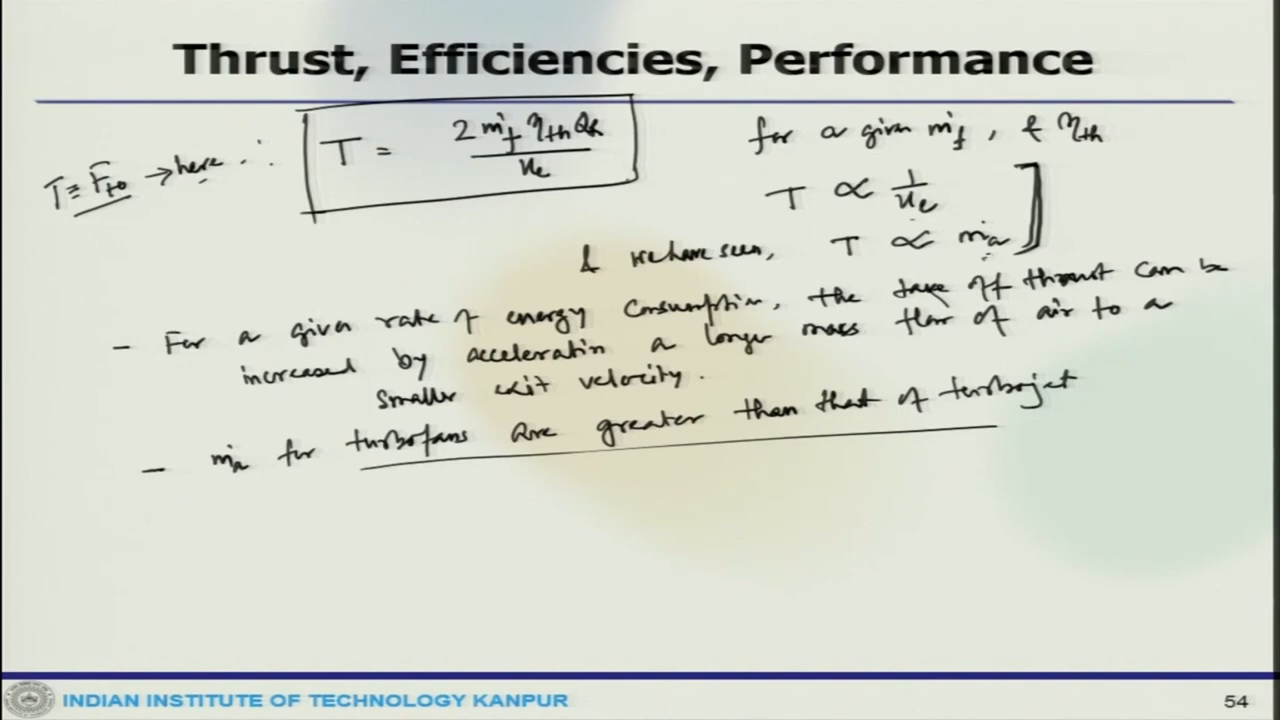 Thrust, Efficiencies, Performance
T ≡ F_to → here ∴ T = 2 ṁ_f η_th Q_R / u_e
for a given ṁ_f, & η_th
T ∝ 1/u_e
& we have seen, T ∝ ṁ_a
- For a given rate of energy consumption, the take off thrust can be
increased by acceleratin a larger mass flow of air to a
smaller exit velocity.
- ṁ_a for turbofans are greater than that of turbojet
INDIAN INSTITUTE OF TECHNOLOGY KANPUR
54